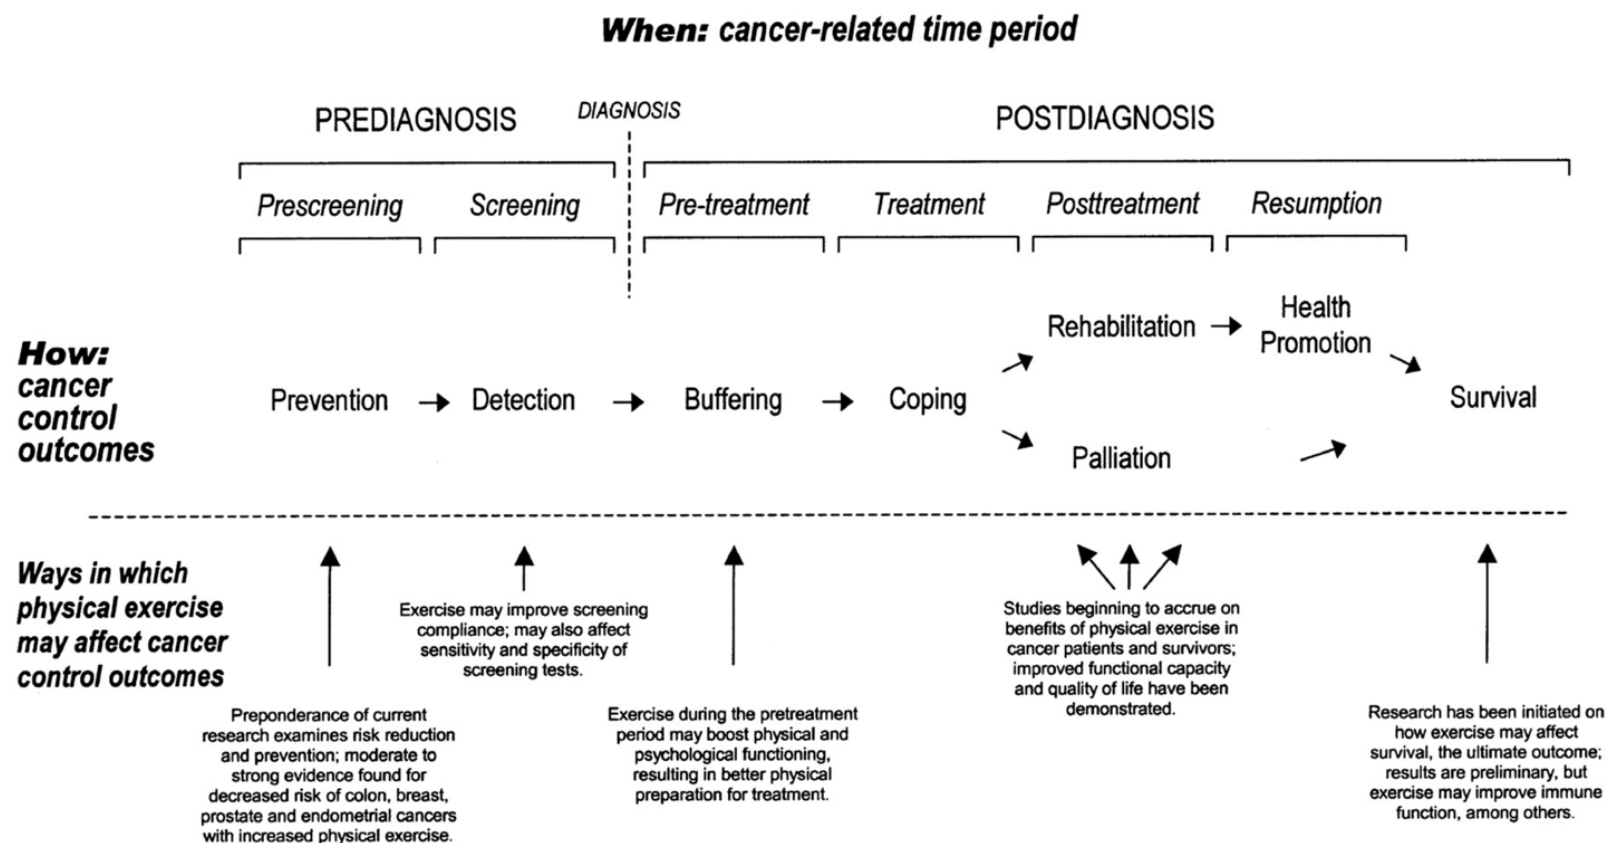 When: cancer-related time period
PREDIAGNOSIS
DIAGNOSIS
POSTDIAGNOSIS
Prescreening
Screening
Pre-treatment
Treatment
Posttreatment
Resumption
How:
cancer
control
outcomes
Prevention
Detection
Buffering
Coping
Rehabilitation
Health
Promotion
Palliation
Survival
Ways in which
physical exercise
may affect cancer
control outcomes
Preponderance of current
research examines risk reduction
and prevention; moderate to
strong evidence found for
decreased risk of colon, breast,
prostate and endometrial cancers
with increased physical exercise.
Exercise may improve screening
compliance; may also affect
sensitivity and specificity of
screening tests.
Exercise during the pretreatment
period may boost physical and
psychological functioning,
resulting in better physical
preparation for treatment.
Studies beginning to accrue on
benefits of physical exercise in
cancer patients and survivors;
improved functional capacity
and quality of life have been
demonstrated.
Research has been initiated on
how exercise may affect
survival, the ultimate outcome;
results are preliminary, but
exercise may improve immune
function, among others.